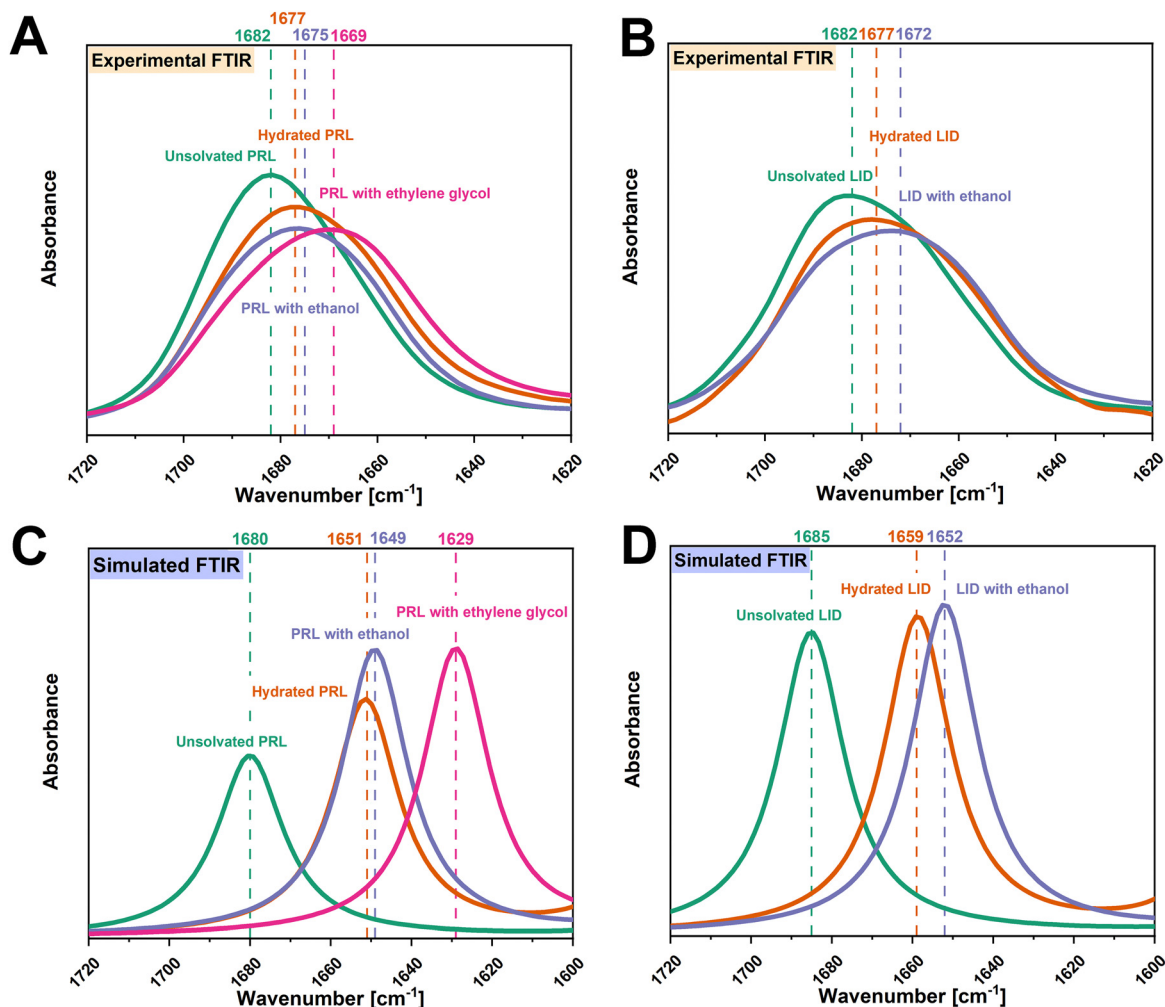 A
1677
1682
1675
1669
Experimental FTIR
Hydrated PRL
Unsolvated PRL
PRL with ethylene glycol
PRL with ethanol
Absorbance
1720
1700
1680
1660
1640
1620
Wavenumber [cm⁻¹]
B
1682
1677
1672
Experimental FTIR
Hydrated LID
Unsolvated LID
LID with ethanol
Absorbance
1720
1700
1680
1660
1640
1620
Wavenumber [cm⁻¹]
C
1680
1651
1649
1629
Simulated FTIR
PRL with ethylene glycol
PRL with ethanol
Hydrated PRL
Unsolvated PRL
Absorbance
1720
1700
1680
1660
1640
1620
1600
Wavenumber [cm⁻¹]
D
1685
1659
1652
Simulated FTIR
Hydrated LID
LID with ethanol
Unsolvated LID
Absorbance
1720
1700
1680
1660
1640
1620
1600
Wavenumber [cm⁻¹]